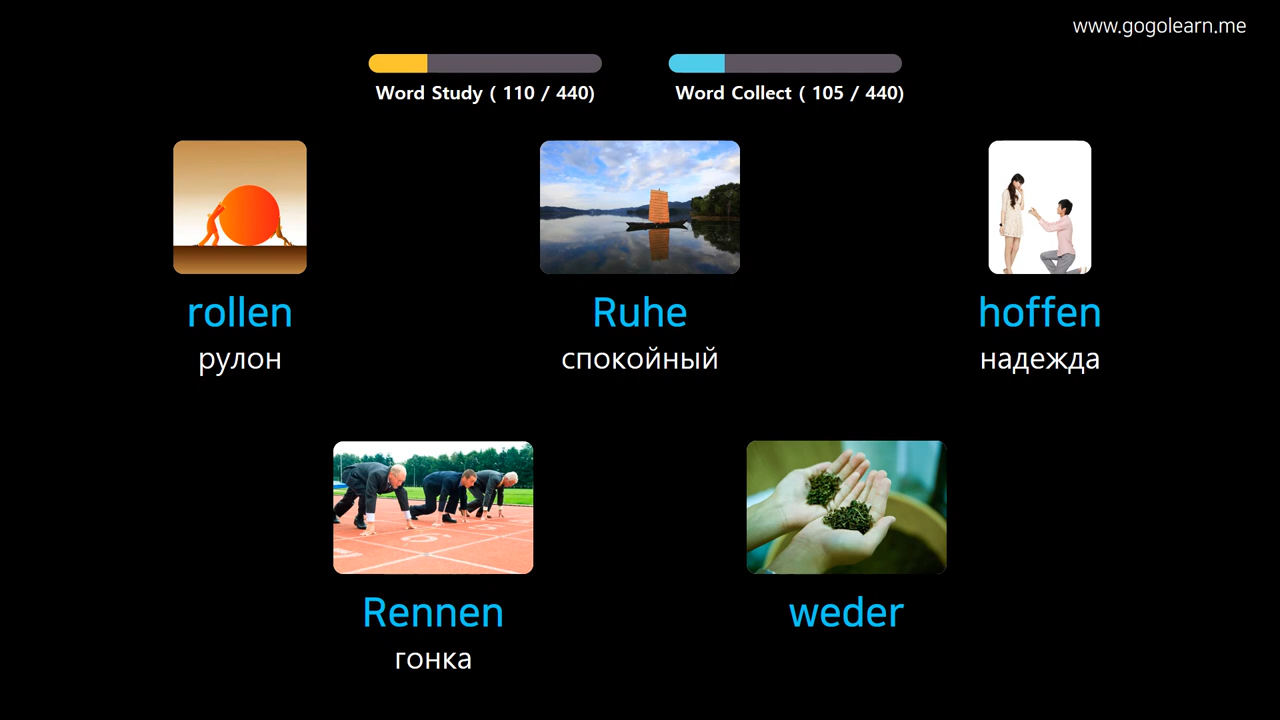 www.gogolearn.me
Word Study ( 110 / 440)
Word Collect ( 105 / 440)
rollen
рулон
Ruhe
спокойный
hoffen
надежда
Rennen
гонка
weder